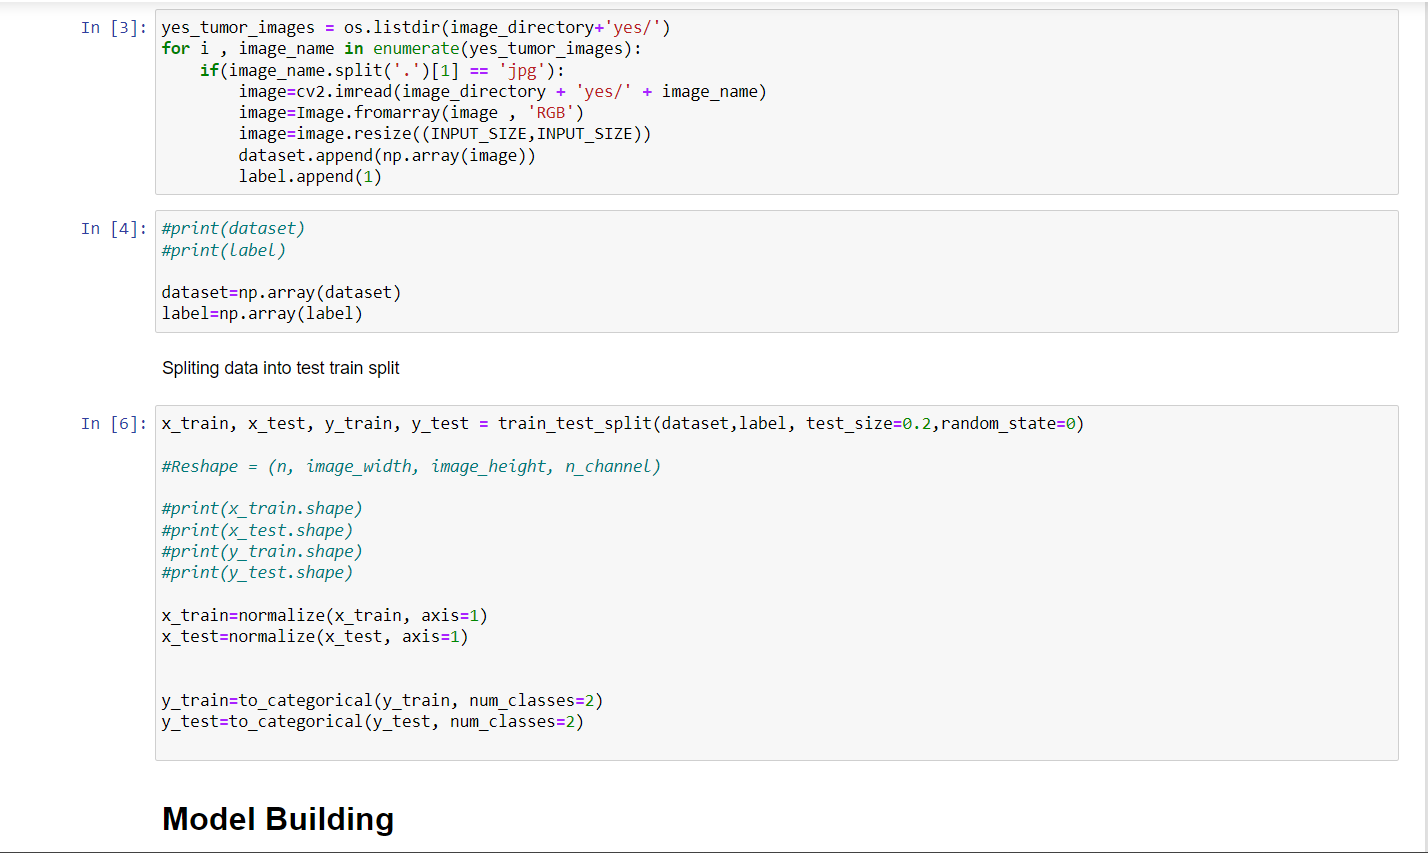 In [3]: yes_tumor_images = os.listdir(image_directory+'yes/')
for i , image_name in enumerate(yes_tumor_images):
    if(image_name.split('.')[1] == 'jpg'):
        image=cv2.imread(image_directory + 'yes/' + image_name)
        image=Image.fromarray(image , 'RGB')
        image=image.resize((INPUT_SIZE,INPUT_SIZE))
        dataset.append(np.array(image))
        label.append(1)
In [4]: #print(dataset)
#print(label)
dataset=np.array(dataset)
label=np.array(label)
Spliting data into test train split
In [6]: x_train, x_test, y_train, y_test = train_test_split(dataset,label, test_size=0.2,random_state=0)
#Reshape = (n, image_width, image_height, n_channel)
#print(x_train.shape)
#print(x_test.shape)
#print(y_train.shape)
#print(y_test.shape)
x_train=normalize(x_train, axis=1)
x_test=normalize(x_test, axis=1)
y_train=to_categorical(y_train, num_classes=2)
y_test=to_categorical(y_test, num_classes=2)
Model Building